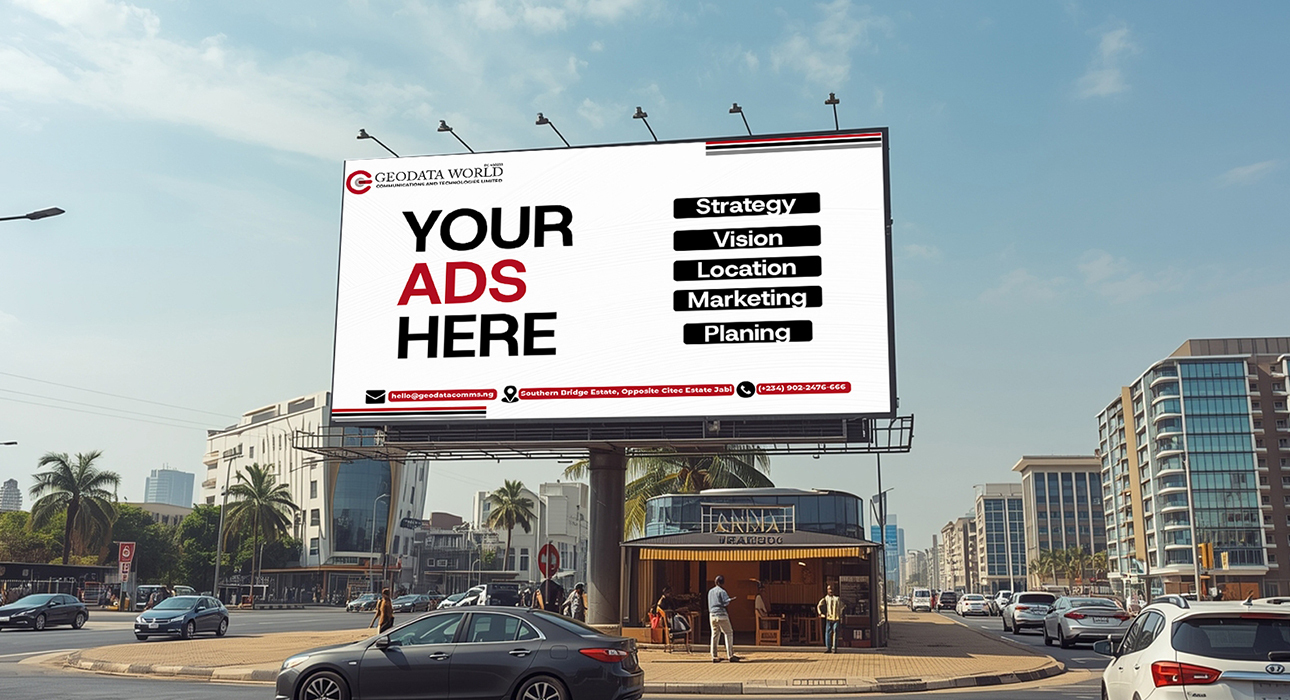 GEODATA WORLD
COMMUNICATIONS AND TECHNOLOGIES LIMITED
YOUR
ADS
HERE
Strategy
Vision
Location
Marketing
Planing
hello@geodatacomms.ng
Southern Bridge Estate, Opposite Citec Estate Jabi
(+234) 902-2476-666